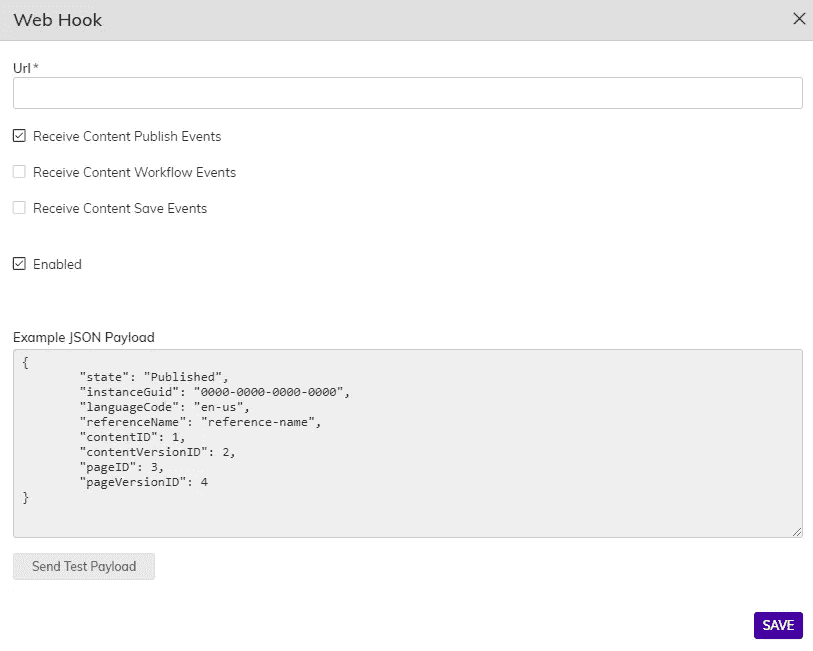 Web Hook
Url*
Receive Content Publish Events
Receive Content Workflow Events
Receive Content Save Events
Enabled
Example JSON Payload
{
"state": "Published",
"instanceGuid": "0000-0000-0000-0000",
"languageCode": "en-us",
"referenceName": "reference-name",
"contentID": 1,
"contentVersionID": 2,
"pageID": 3,
"pageVersionID": 4
}
Send Test Payload
SAVE